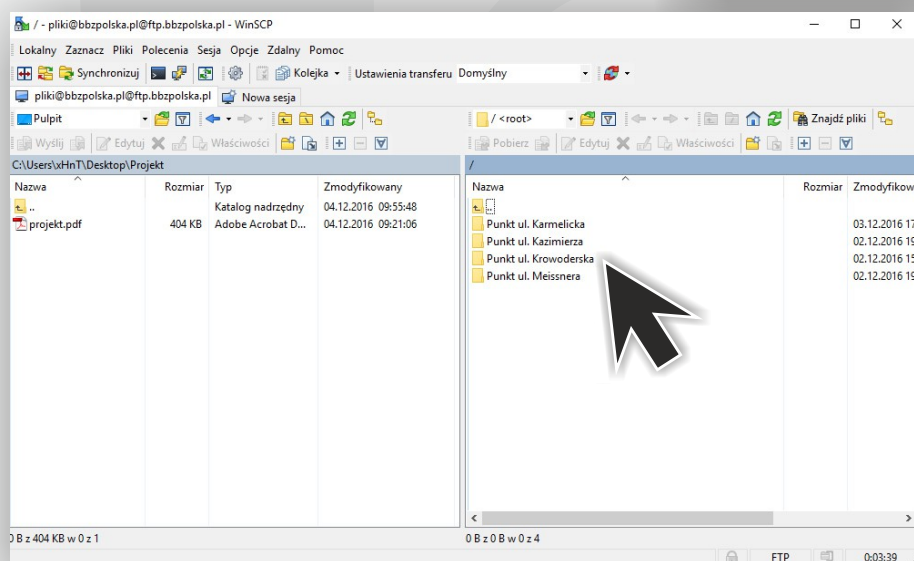 / - pliki@bbzpolska.pl@ftp.bbzpolska.pl - WinSCP
Lokalny Zaznacz Pliki Polecenia Sesja Opcje Zdalny Pomoc
Synchronizuj Kolejka Ustawienia transferu Domyślny
pliki@bbzpolska.pl@ftp.bbzpolska.pl Nowa sesja
Pulpit / <root> Znajdź pliki
Wyślij Edytuj Właściwości Pobierz Edytuj Właściwości
C:\Users\xHnT\Desktop\Projekt /
Nazwa Rozmiar Typ Zmodyfikowany Nazwa Rozmiar Zmodyfikow
.. Katalog nadrzędny 04.12.2016 09:55:48 ..
projekt.pdf 404 KB Adobe Acrobat D... 04.12.2016 09:21:06 Punkt ul. Karmelicka 03.12.2016 17
Punkt ul. Kazimierza 02.12.2016 19
Punkt ul. Krowoderska 02.12.2016 15
Punkt ul. Meissnera 02.12.2016 19
0 B z 404 KB w 0 z 1 0 B z 0 B w 0 z 4
FTP 0:03:39